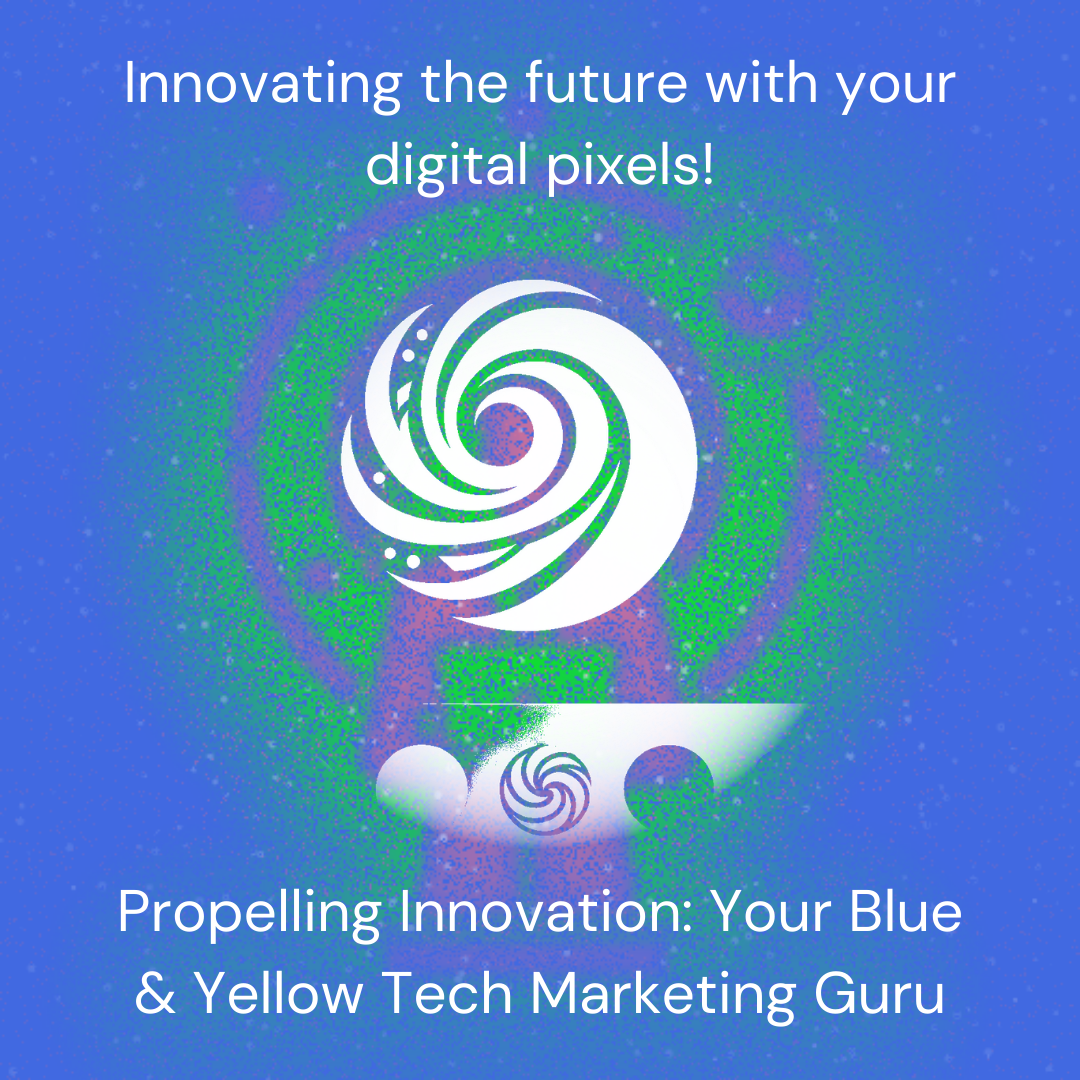 Innovating the future with your
digital pixels!
Propelling Innovation: Your Blue
& Yellow Tech Marketing Guru